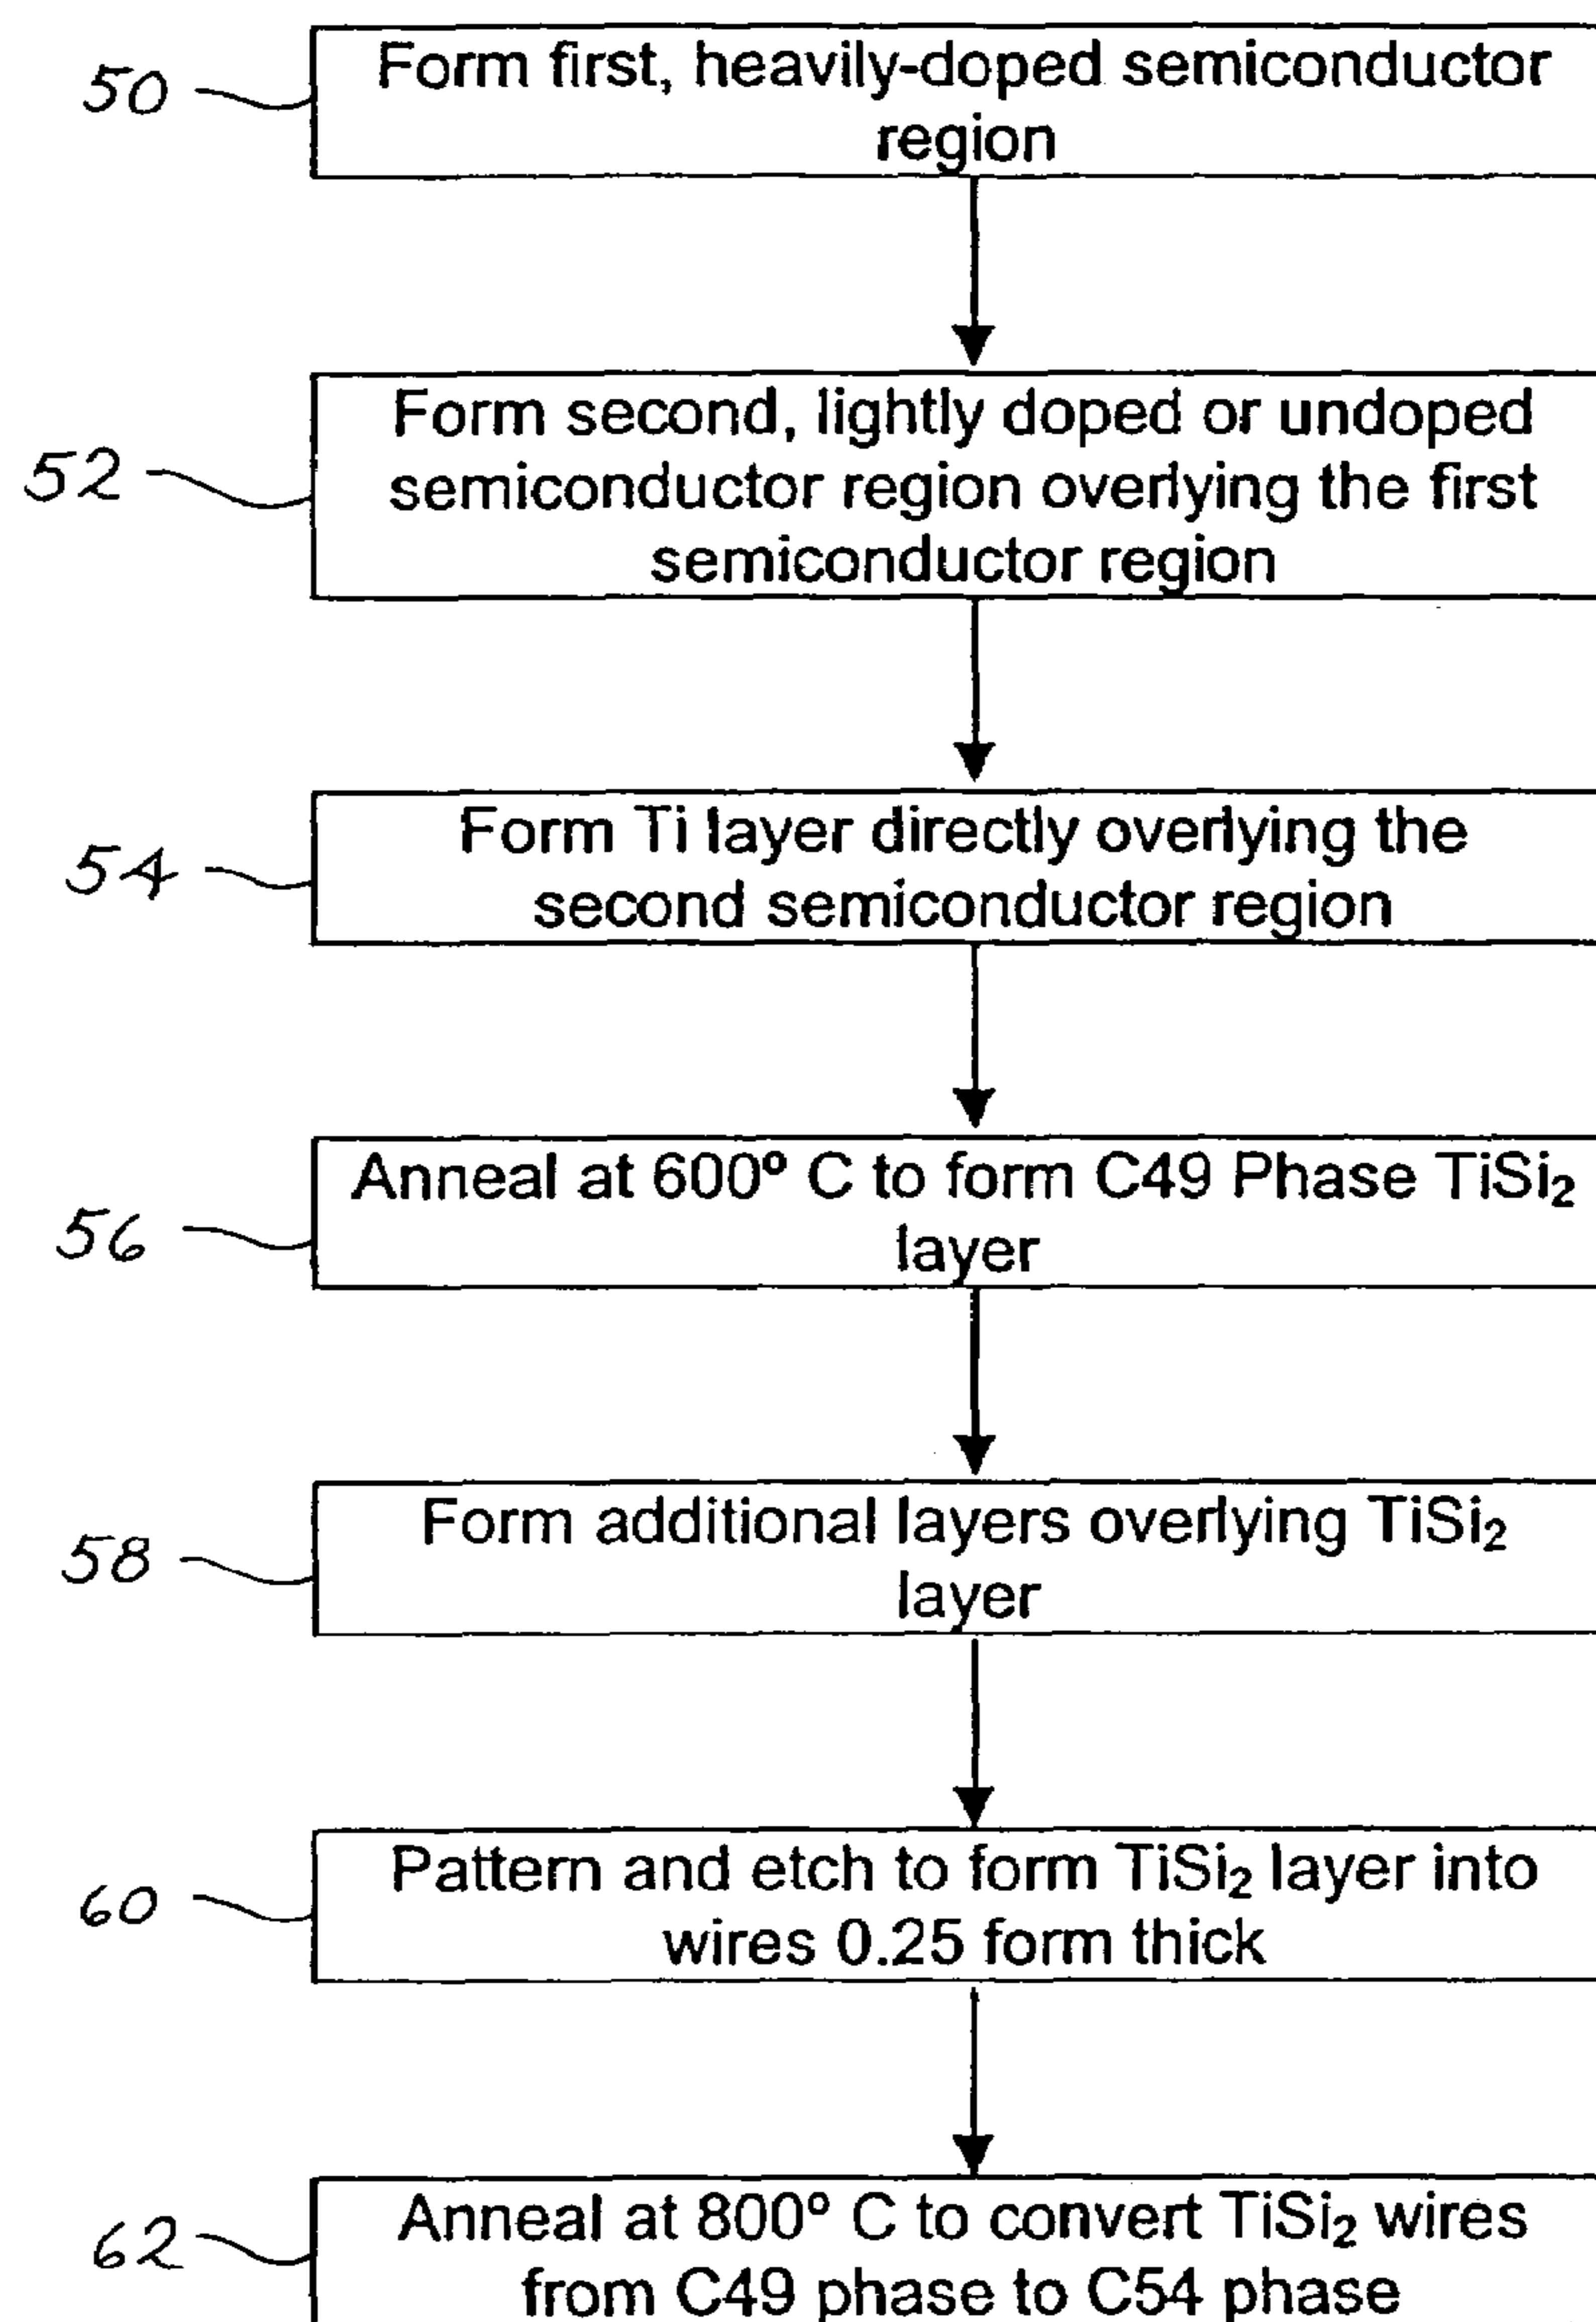 50
Form first, heavily-doped semiconductor
region
52
Form second, lightly doped or undoped
semiconductor region overlying the first
semiconductor region
54
Form Ti layer directly overlying the
second semiconductor region
56
Anneal at 600º C to form C49 Phase TiSi₂
layer
58
Form additional layers overlying TiSi₂
layer
60
Pattern and etch to form TiSi₂ layer into
wires 0.25 form thick
62
Anneal at 800º C to convert TiSi₂ wires
from C49 phase to C54 phase